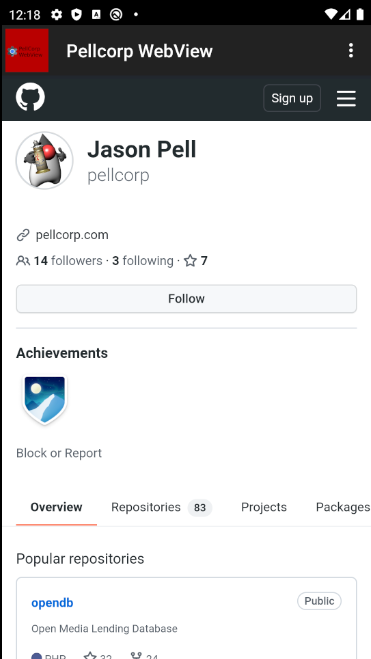 12:18
Pellcorp WebView
Sign up
Jason Pell
pellcorp
pellcorp.com
14 followers · 3 following · 7
Follow
Achievements
Block or Report
Overview Repositories 83 Projects Packages
Popular repositories
opendb Public
Open Media Lending Database
PHP 32 24